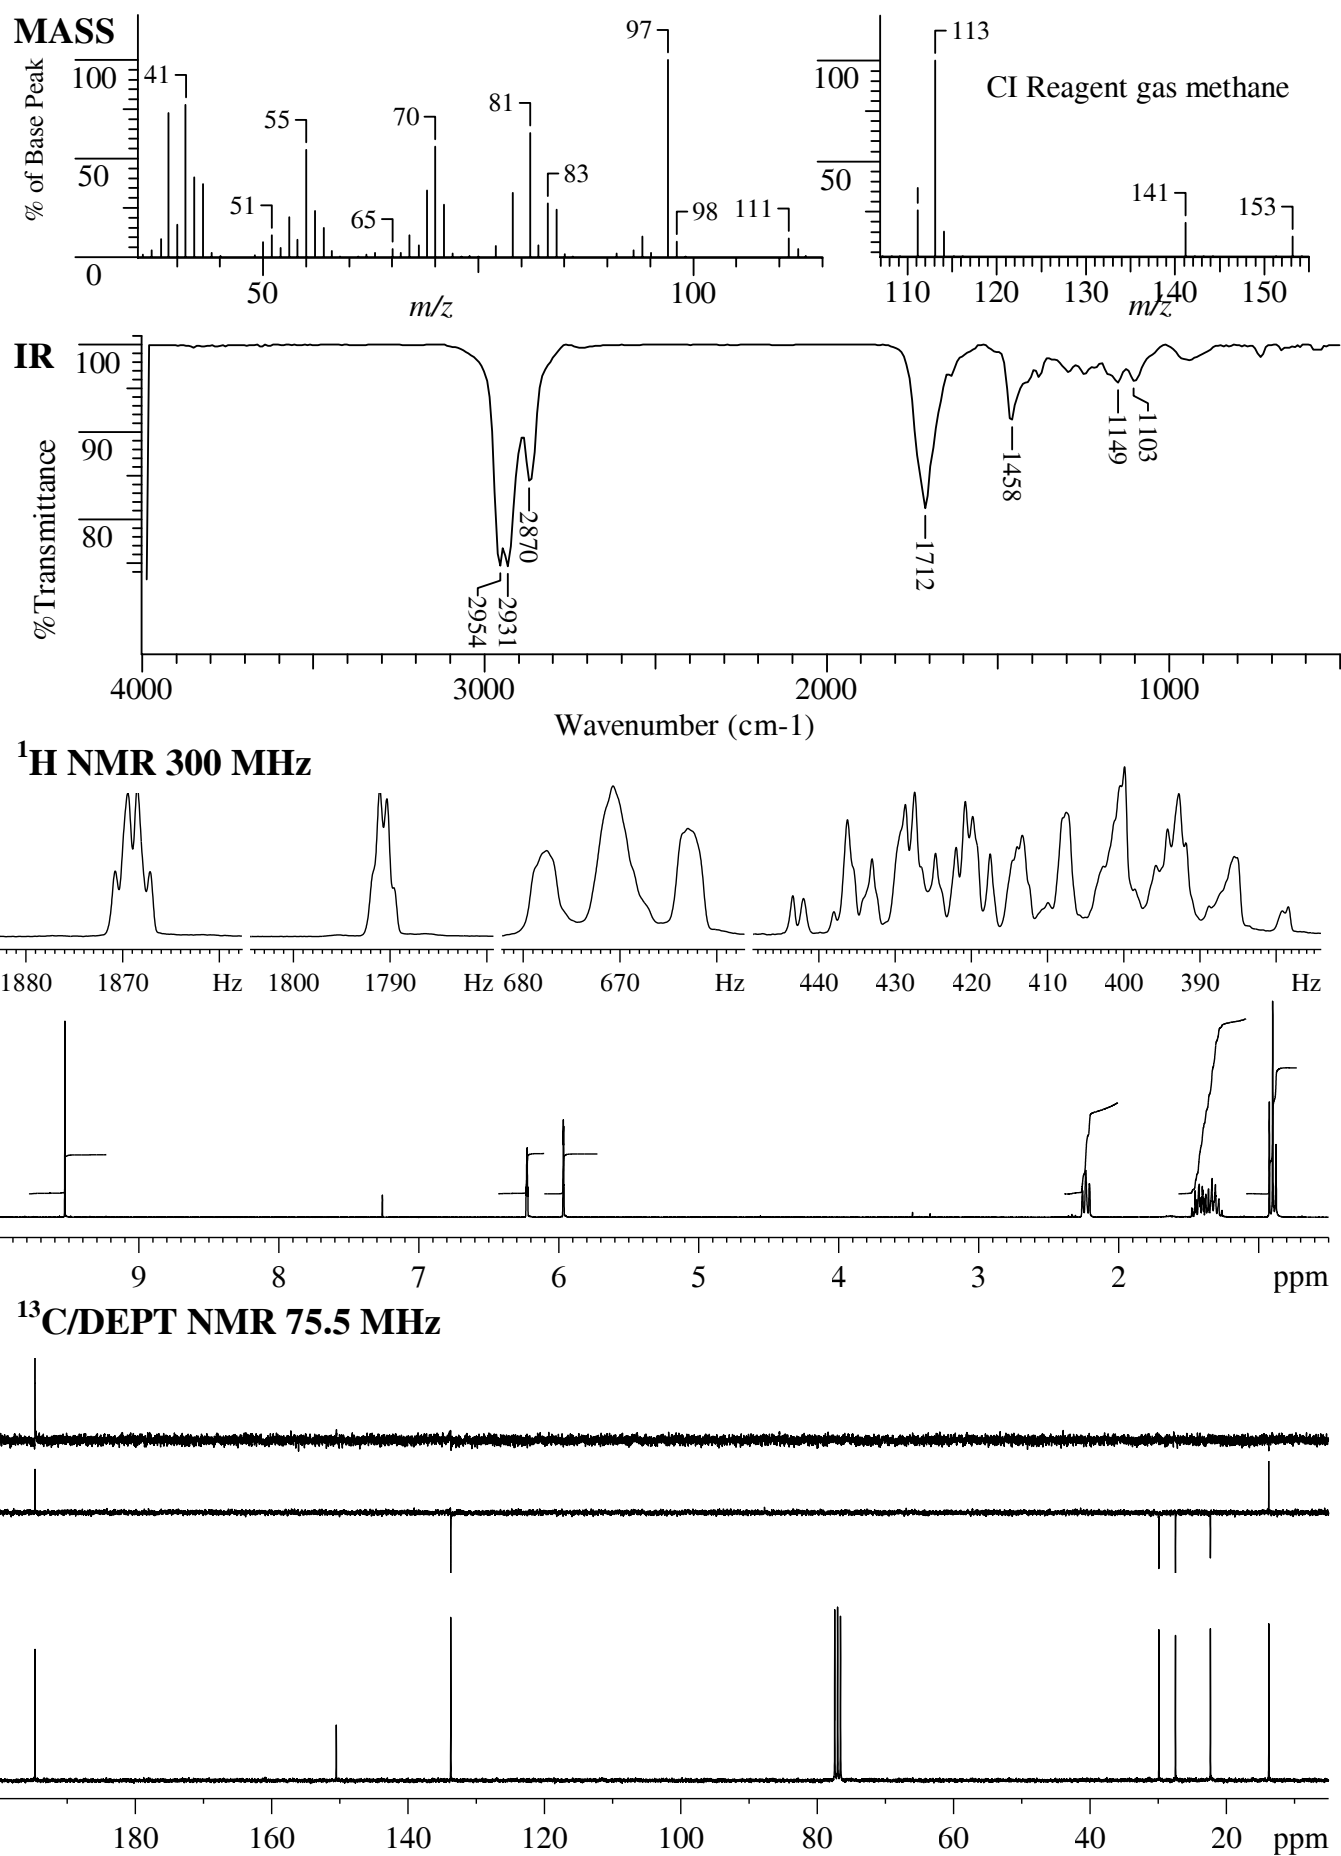 MASS
% of Base Peak
100
50
0
41
51
55
65
70
81
83
97
98
111
50
100
m/z
100
50
113
CI Reagent gas methane
141
153
110 120 130 140 150
m/z
IR
%Transmittance
100
90
80
2954
2931
2870
1712
1458
1149
1103
4000 3000 2000 1000
Wavenumber (cm-1)
1H NMR 300 MHz
1880 1870 Hz
1800 1790 Hz
680 670 Hz
440 430 420 410 400 390 Hz
9 8 7 6 5 4 3 2 ppm
13C/DEPT NMR 75.5 MHz
180 160 140 120 100 80 60 40 20 ppm